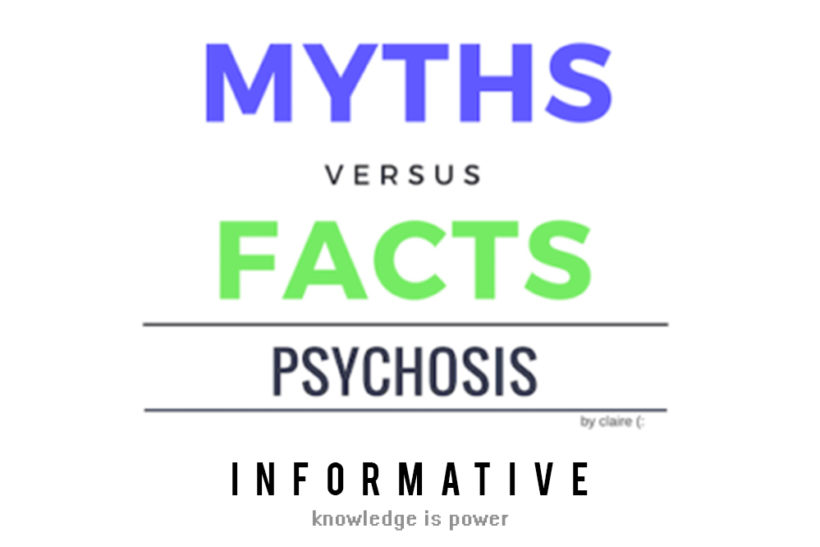 MYTHS
VERSUS
FACTS
PSYCHOSIS
by claire (:
INFORMATIVE
knowledge is power